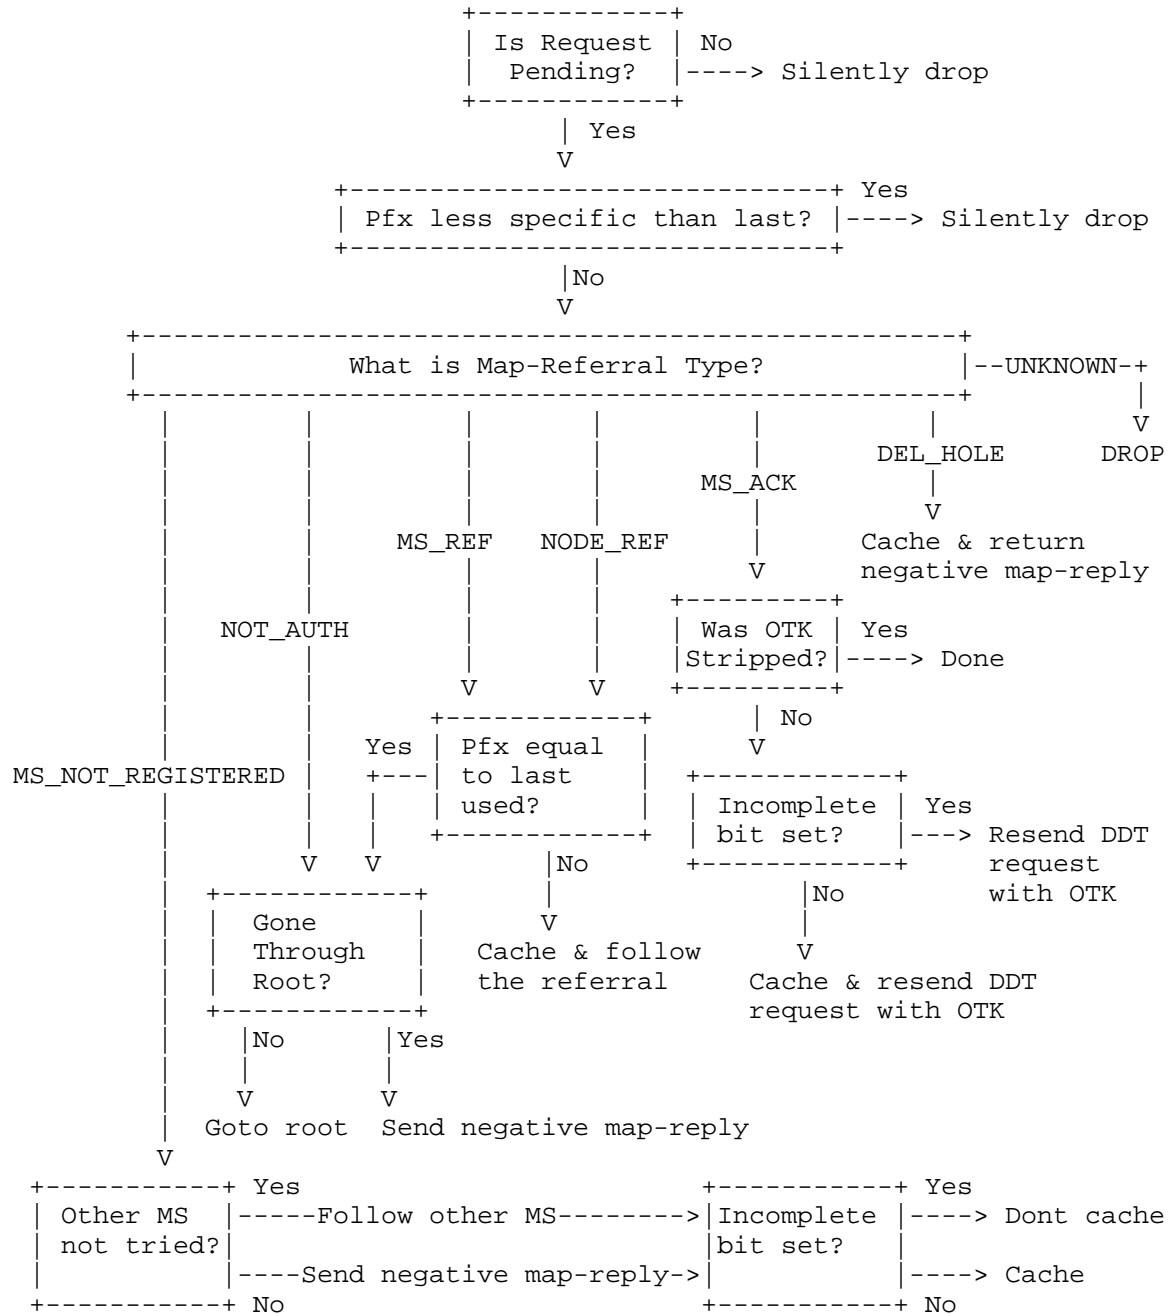 Is Request No
Pending? ----> Silently drop
Yes
V
Yes
Pfx less specific than last? ----> Silently drop
No
V
What is Map-Referral Type? --UNKNOWN-+
V
DEL_HOLE DROP
MS_ACK
V
MS_REF NODE_REF Cache & return
V negative map-reply
NOT_AUTH Was OTK Yes
Stripped? ----> Done
V V
No
Yes Pfx equal V
MS_NOT_REGISTERED +--- to last
used? Incomplete Yes
bit set? ---> Resend DDT
V V No request
with OTK
No
Gone V
Through Cache & follow V
Root? the referral Cache & resend DDT
request with OTK
No Yes
V V
Goto root Send negative map-reply
V
Yes Yes
Other MS -----Follow other MS--------> Incomplete ----> Dont cache
not tried? bit set?
----Send negative map-reply-> ----> Cache
No No